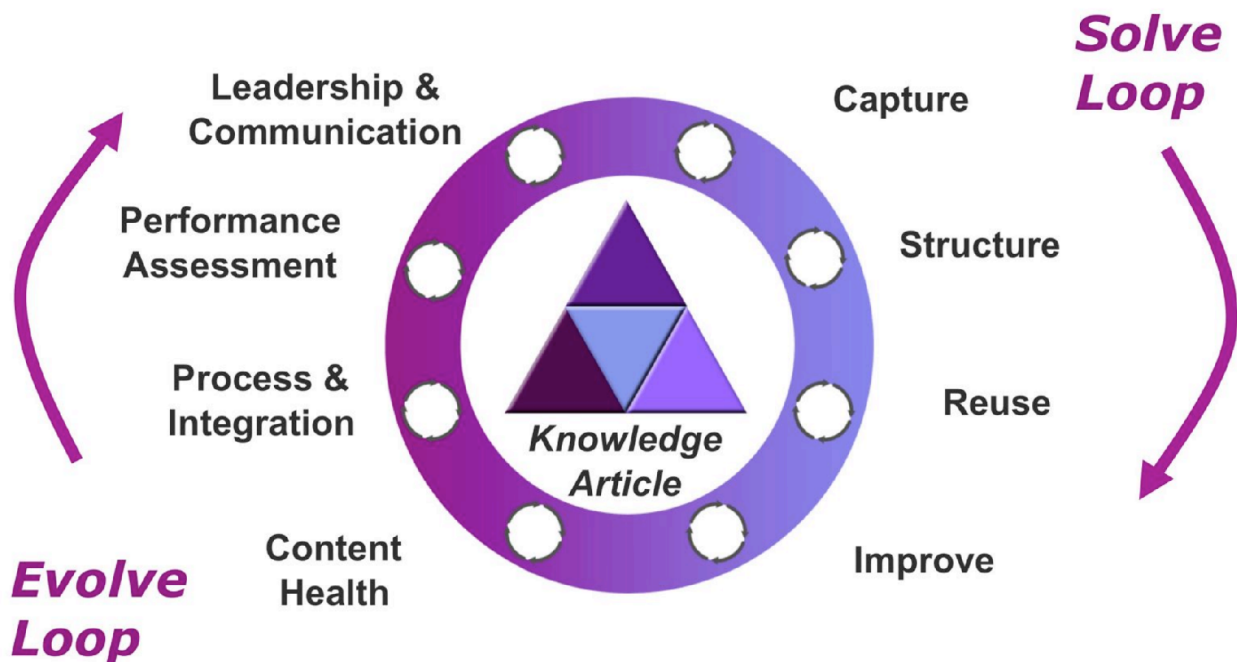 Solve
Loop
Capture
Structure
Reuse
Improve
Leadership &
Communication
Performance
Assessment
Process &
Integration
Content
Health
Evolve
Loop
Knowledge
Article